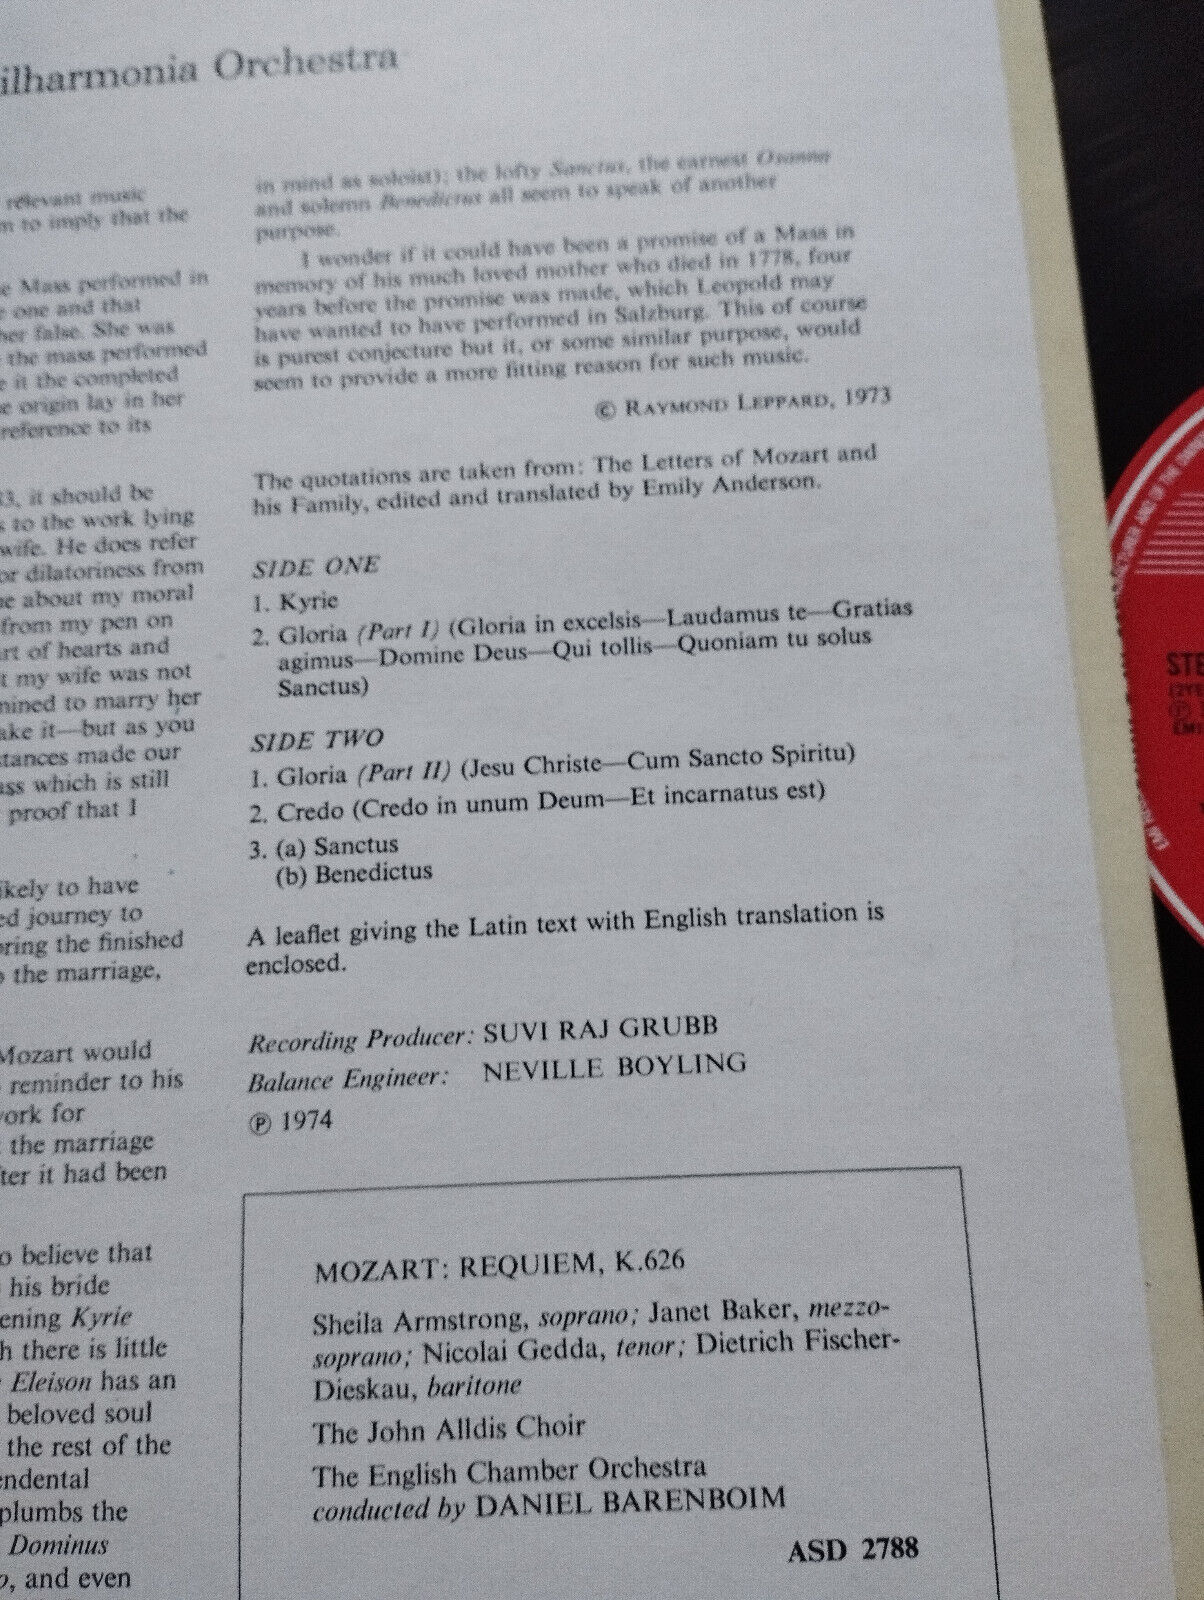 ilharmonia Orchestra
relevant music
m to imply that the
e Mass performed in
e one and that
her false. She was
the mass performed
e it the completed
e origin lay in her
reference to its
33, it should be
s to the work lying
wife. He does refer
or dilatoriness from
ue about my moral
from my pen on
art of hearts and
t my wife was not
mined to marry her
ake it—but as you
stances made our
ass which is still
proof that I
ikely to have
ed journey to
bring the finished
o the marriage,
Mozart would
reminder to his
work for
the marriage
fter it had been
o believe that
his bride
ening Kyrie
h there is little
Eleison has an
beloved soul
the rest of the
endental
plumbs the
Dominus
o, and even
in mind as soloist); the lofty Sanctus, the earnest Osanna
and solemn Benedictus all seem to speak of another
purpose.
I wonder if it could have been a promise of a Mass in
memory of his much loved mother who died in 1778, four
years before the promise was made, which Leopold may
have wanted to have performed in Salzburg. This of course
is purest conjecture but it, or some similar purpose, would
seem to provide a more fitting reason for such music.
© RAYMOND LEPPARD, 1973
The quotations are taken from: The Letters of Mozart and
his Family, edited and translated by Emily Anderson.
SIDE ONE
1. Kyrie
2. Gloria (Part I) (Gloria in excelsis—Laudamus te—Gratias
agimus—Domine Deus—Qui tollis—Quoniam tu solus
Sanctus)
SIDE TWO
1. Gloria (Part II) (Jesu Christe—Cum Sancto Spiritu)
2. Credo (Credo in unum Deum—Et incarnatus est)
3. (a) Sanctus
(b) Benedictus
A leaflet giving the Latin text with English translation is
enclosed.
Recording Producer: SUVI RAJ GRUBB
Balance Engineer: NEVILLE BOYLING
℗ 1974
MOZART: REQUIEM, K.626
Sheila Armstrong, soprano; Janet Baker, mezzo-
soprano; Nicolai Gedda, tenor; Dietrich Fischer-
Dieskau, baritone
The John Alldis Choir
The English Chamber Orchestra
conducted by DANIEL BARENBOIM
ASD 2788
STE